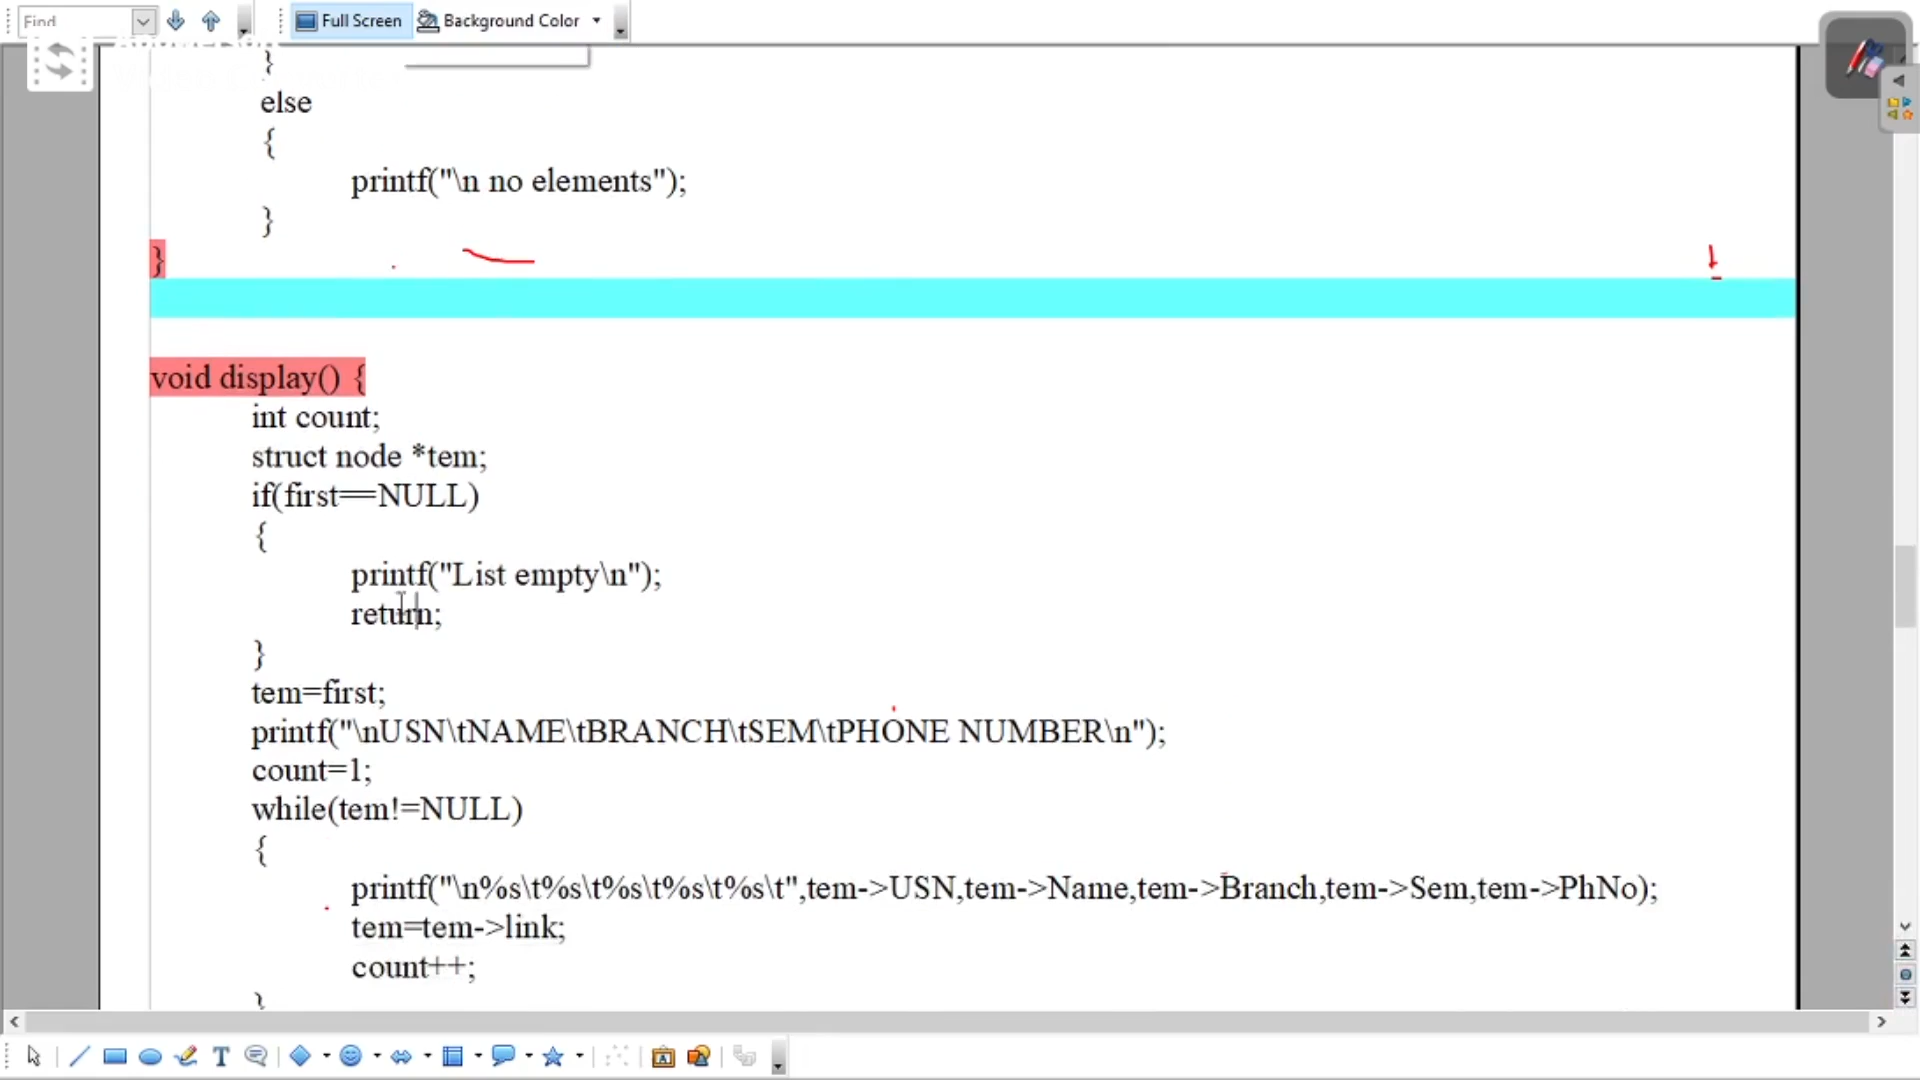 Find
Full Screen
Background Color
}
else
{
printf("\n no elements");
}
}
void display() {
int count;
struct node *tem;
if(first==NULL)
{
printf("List empty\n");
return;
}
tem=first;
printf("\nUSN\tNAME\tBRANCH\tSEM\tPHONE NUMBER\n");
count=1;
while(tem!=NULL)
{
printf("\n%s\t%s\t%s\t%s\t%s\t",tem->USN,tem->Name,tem->Branch,tem->Sem,tem->PhNo);
tem=tem->link;
count++;
}